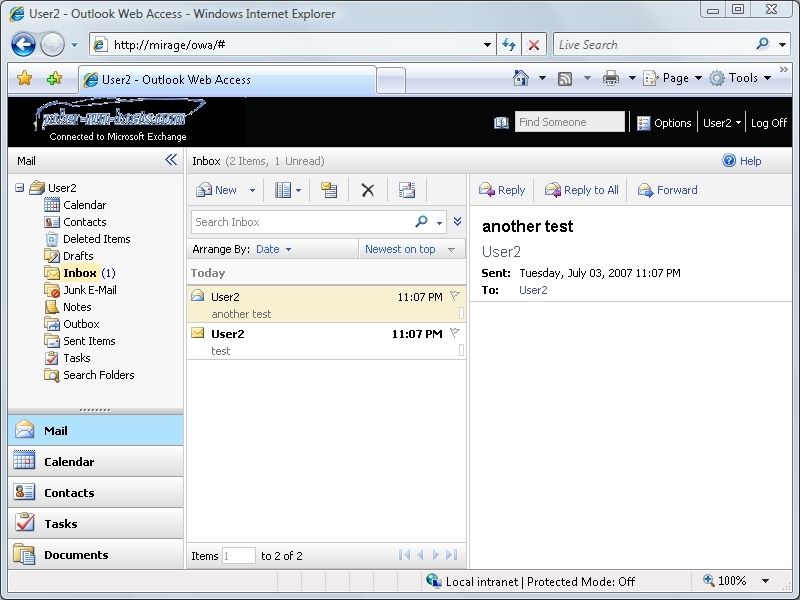 User2 - Outlook Web Access - Windows Internet Explorer
http://mirage/owa/#
Live Search
User2 - Outlook Web Access
Page
Tools
Connected to Microsoft Exchange
Find Someone
Options
User2
Log Off
Mail
Inbox (2 Items, 1 Unread)
Help
User2
Calendar
Contacts
Deleted Items
Drafts
Inbox (1)
Junk E-Mail
Notes
Outbox
Sent Items
Tasks
Search Folders
Mail
Calendar
Contacts
Tasks
Documents
New
Search Inbox
Arrange By: Date
Newest on top
Today
User2 11:07 PM
another test
User2 11:07 PM
test
Items 1 to 2 of 2
Reply
Reply to All
Forward
another test
User2
Sent: Tuesday, July 03, 2007 11:07 PM
To: User2
Local intranet | Protected Mode: Off
100%